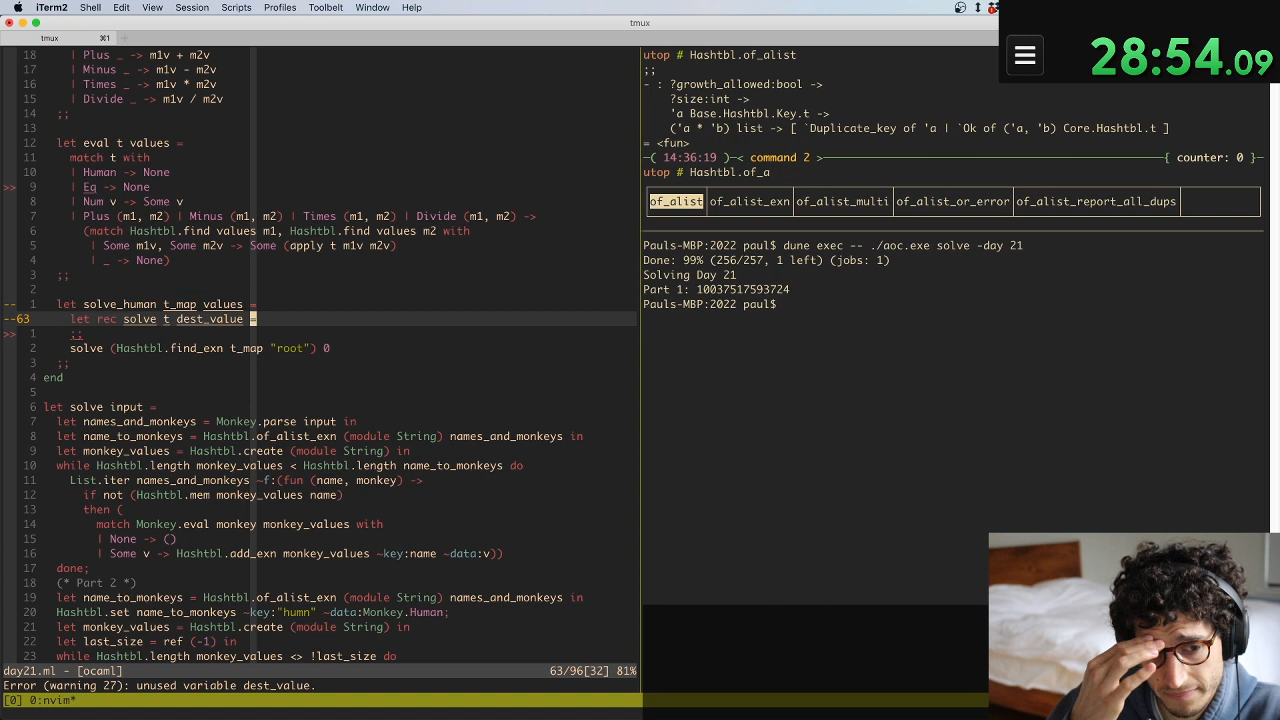 iTerm2 Shell Edit View Session Scripts Profiles Toolbelt Window Help
tmux
tmux ⌘1 +
28:54.09
18 | Plus _ -> m1v + m2v
17 | Minus _ -> m1v - m2v
16 | Times _ -> m1v * m2v
15 | Divide _ -> m1v / m2v
14 ;;
13
12 let eval t values =
11 match t with
10 | Human -> None
>> 9 | Eq -> None
8 | Num v -> Some v
7 | Plus (m1, m2) | Minus (m1, m2) | Times (m1, m2) | Divide (m1, m2) ->
6 (match Hashtbl.find values m1, Hashtbl.find values m2 with
5 | Some m1v, Some m2v -> Some (apply t m1v m2v)
4 | _ -> None)
3 ;;
2
-- 1 let solve_human t_map values =
--63 let rec solve t dest_value =
>> 1 ;;
2 solve (Hashtbl.find_exn t_map "root") 0
3 ;;
4 end
5
6 let solve input =
7 let names_and_monkeys = Monkey.parse input in
8 let name_to_monkeys = Hashtbl.of_alist_exn (module String) names_and_monkeys in
9 let monkey_values = Hashtbl.create (module String) in
10 while Hashtbl.length monkey_values < Hashtbl.length name_to_monkeys do
11 List.iter names_and_monkeys ~f:(fun (name, monkey) ->
12 if not (Hashtbl.mem monkey_values name)
13 then (
14 match Monkey.eval monkey monkey_values with
15 | None -> ()
16 | Some v -> Hashtbl.add_exn monkey_values ~key:name ~data:v))
17 done;
18 (* Part 2 *)
19 let name_to_monkeys = Hashtbl.of_alist_exn (module String) names_and_monkeys in
20 Hashtbl.set name_to_monkeys ~key:"humn" ~data:Monkey.Human;
21 let monkey_values = Hashtbl.create (module String) in
22 let last_size = ref (-1) in
23 while Hashtbl.length monkey_values <> !last_size do
day21.ml - [ocaml] 63/96[32] 81%
Error (warning 27): unused variable dest_value.
[0] 0:nvim*
utop # Hashtbl.of_alist
;;
- : ?growth_allowed:bool ->
?size:int ->
'a Base.Hashtbl.Key.t ->
('a * 'b) list -> [ `Duplicate_key of 'a | `Ok of ('a, 'b) Core.Hashtbl.t ]
= <fun>
─( 14:36:19 )─< command 2 >─{ counter: 0 }─
utop # Hashtbl.of_a
of_alist of_alist_exn of_alist_multi of_alist_or_error of_alist_report_all_dups
Pauls-MBP:2022 paul$ dune exec -- ./aoc.exe solve -day 21
Done: 99% (256/257, 1 left) (jobs: 1)
Solving Day 21
Part 1: 10037517593724
Pauls-MBP:2022 paul$